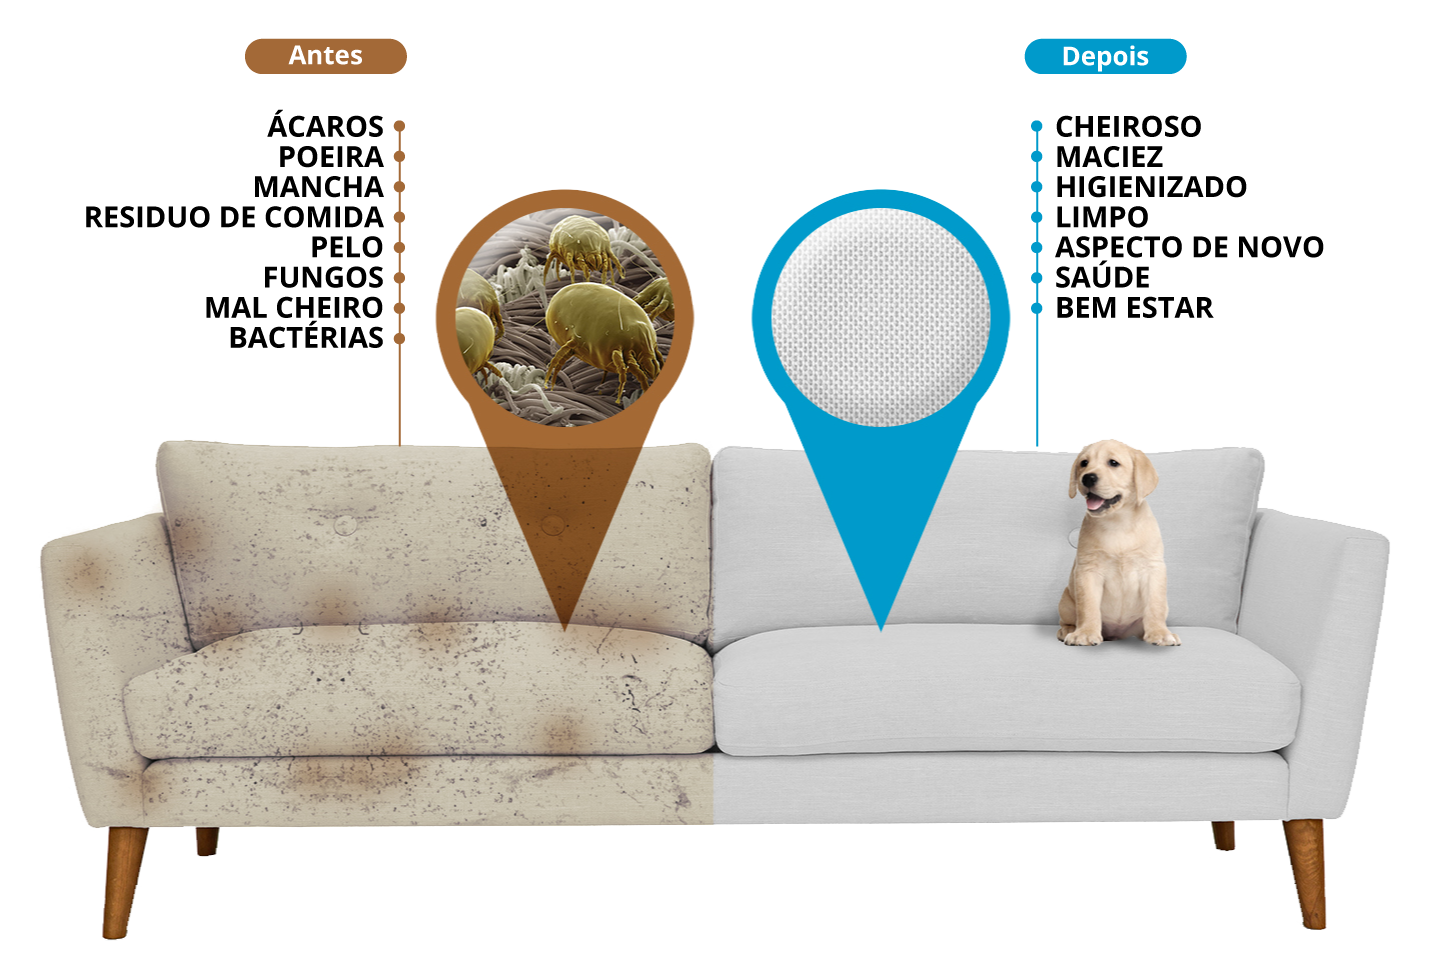 Antes
ÁCAROS
POEIRA
MANCHA
RESIDUO DE COMIDA
PELO
FUNGOS
MAL CHEIRO
BACTÉRIAS
Depois
CHEIROSO
MACIEZ
HIGIENIZADO
LIMPO
ASPECTO DE NOVO
SAÚDE
BEM ESTAR